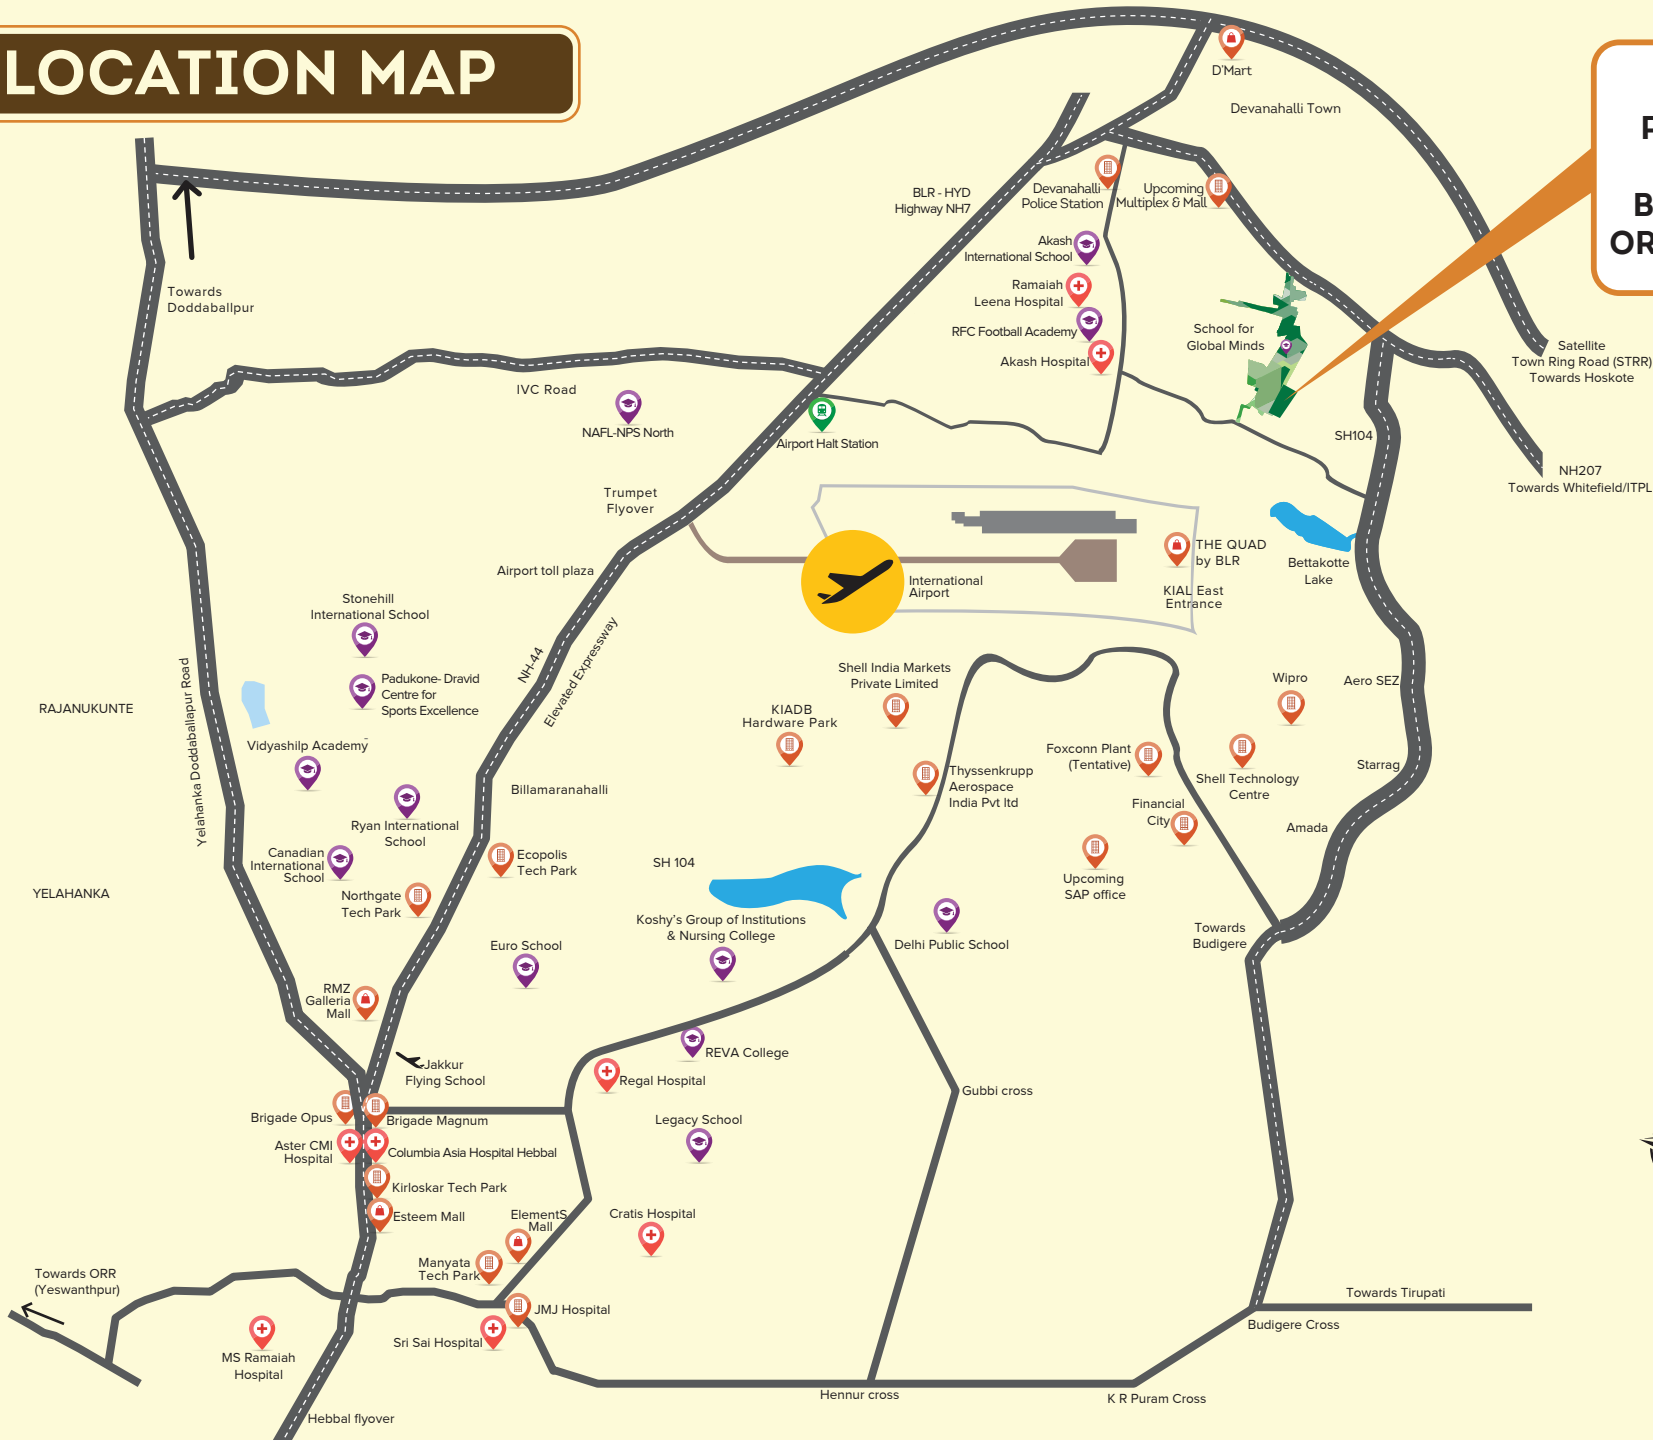 LOCATION MAP
D'Mart
Devanahalli Town
P
B
OR
BLR - HYD
Highway NH7
Devanahalli
Police Station
Upcoming
Multiplex & Mall
Akash
International School
Ramaiah
Leena Hospital
RFC Football Academy
Akash Hospital
School for
Global Minds
Satellite
Town Ring Road (STRR)
Towards Hoskote
Towards
Doddaballpur
IVC Road
NAFL-NPS North
Airport Halt Station
SH104
NH207
Towards Whitefield/ITPL
Trumpet
Flyover
Airport toll plaza
International
Airport
THE QUAD
by BLR
KIAL East
Entrance
Bettakotte
Lake
Stonehill
International School
NH-44
Elevated Expressway
Padukone- Dravid
Centre for
Sports Excellence
RAJANUKUNTE
Yelahanka Doddaballapur Road
Vidyashilp Academy
Shell India Markets
Private Limited
KIADB
Hardware Park
Wipro
Aero SEZ
Foxconn Plant
(Tentative)
Thyssenkrupp
Aerospace
India Pvt ltd
Shell Technology
Centre
Starrag
Billamaranahalli
Financial
City
Amada
Ryan International
School
Canadian
International
School
Ecopolis
Tech Park
SH 104
Upcoming
SAP office
YELAHANKA
Northgate
Tech Park
Koshy's Group of Institutions
& Nursing College
Euro School
Delhi Public School
Towards
Budigere
RMZ
Galleria
Mall
Jakkur
Flying School
REVA College
Regal Hospital
Gubbi cross
Brigade Opus
Brigade Magnum
Legacy School
Aster CMI
Hospital
Columbia Asia Hospital Hebbal
Kirloskar Tech Park
Esteem Mall
ElementS
Mall
Cratis Hospital
Manyata
Tech Park
Towards ORR
(Yeswanthpur)
JMJ Hospital
Sri Sai Hospital
MS Ramaiah
Hospital
Towards Tirupati
Budigere Cross
Hennur cross
K R Puram Cross
Hebbal flyover